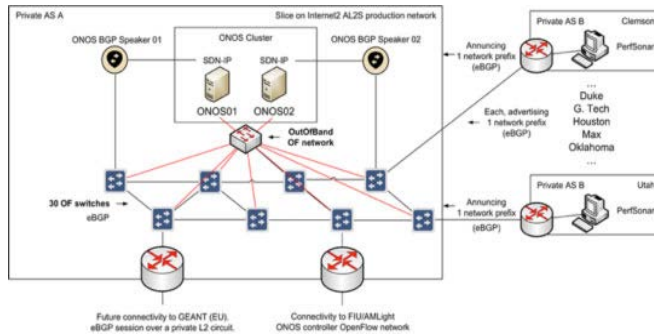 Private AS A
Slice on Internet2 AL2S production network
ONOS BGP Speaker 01
ONOS Cluster
ONOS BGP Speaker 02
SDN-IP
SDN-IP
ONOS01
ONOS02
OutOfBand
OF network
30 OF switches
eBGP
Future connectivity to GEANT (EU).
eBGP session over a private L2 circuit.
Connectivity to FIU/AMLight
ONOS controller OpenFlow network
Annuncing
1 network prefix
(eBGP)
Each, advertising
1 network prefix
(eBGP)
Annuncing
1 network prefix
(eBGP)
Private AS B
Clemson
PerfSonar
...
Duke
G. Tech
Houston
Max
Oklahoma
...
Private AS B
Utah
PerfSonar